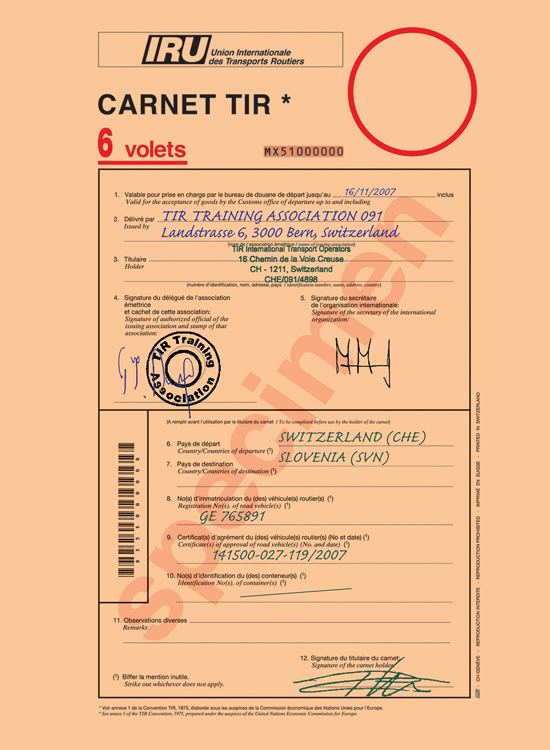 IRU Union Internationale
des Transports Routiers
CARNET TIR *
6 volets
MX51000000
1. Valable pour prise en charge par le bureau de douane de départ jusqu'au 16/11/2007 inclus
Valid for the acceptance of goods by the Customs office of departure up to and including
2. Délivré par TIR TRAINING ASSOCIATION 091
Issued by Landstrasse 6, 3000 Bern, Switzerland
(nom de l'association émettrice / name of issuing association)
TIR International Transport Operators
3. Titulaire 16 Chemin de la Voie Creuse
Holder CH - 1211, Switzerland
CHE/091/4898
(numéro d'identification, nom, adresse, pays / identification number, name, address, country)
4. Signature du délégué de l'association
émettrice
et cachet de cette association:
Signature of authorized official of the
issuing association and stamp of that
association:
5. Signature du secrétaire
de l'organisation internationale:
Signature of the secretary of the international
organization:
TIR Training
Association
specimen
(A remplir avant l'utilisation par le titulaire du carnet / To be completed before use by the holder of the carnet)
6. Pays de départ SWITZERLAND (CHE)
Country/Countries of departure (1)
7. Pays de destination SLOVENIA (SVN)
Country/Countries of destination (1)
8. No(s) d'immatriculation du (des) véhicule(s) routier(s) (1)
Registration No(s). of road vehicle(s) (1)
GE 765891
9. Certificat(s) d'agrément du (des) véhicule(s) routier(s) (No et date) (1)
Certificate(s) of approval of road vehicle(s) (No. and date) (1)
141500-027-119/2007
10. No(s) d'identification du (des) conteneur(s) (1)
Identification No(s). of container(s) (1)
11. Observations diverses
Remarks
12. Signature du titulaire du carnet:
Signature of the carnet holder:
(1) Biffer la mention inutile.
Strike out whichever does not apply.
* Voir annexe 1 de la Convention TIR, 1975, élaborée sous les auspices de la Commission économique des Nations Unies pour l'Europe.
* See annex 1 of the TIR Convention, 1975, prepared under the auspices of the United Nations Economic Commission for Europe.
CH-GENÈVE - REPRODUCTION INTERDITE - REPRODUCTION PROHIBITED - IMPRIMÉ EN SUISSE - PRINTED IN SWITZERLAND